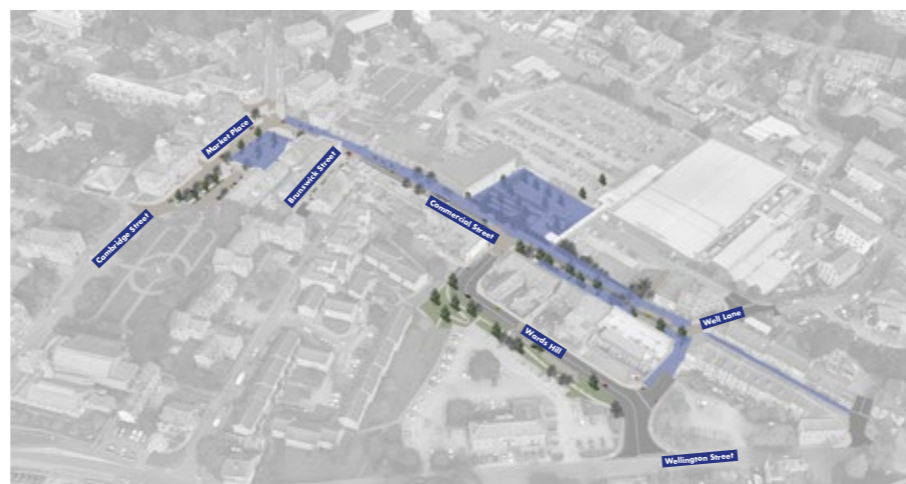 Market Place
Brunswick Street
Cambridge Street
Commercial Street
Well Lane
Wards Hill
Wellington Street